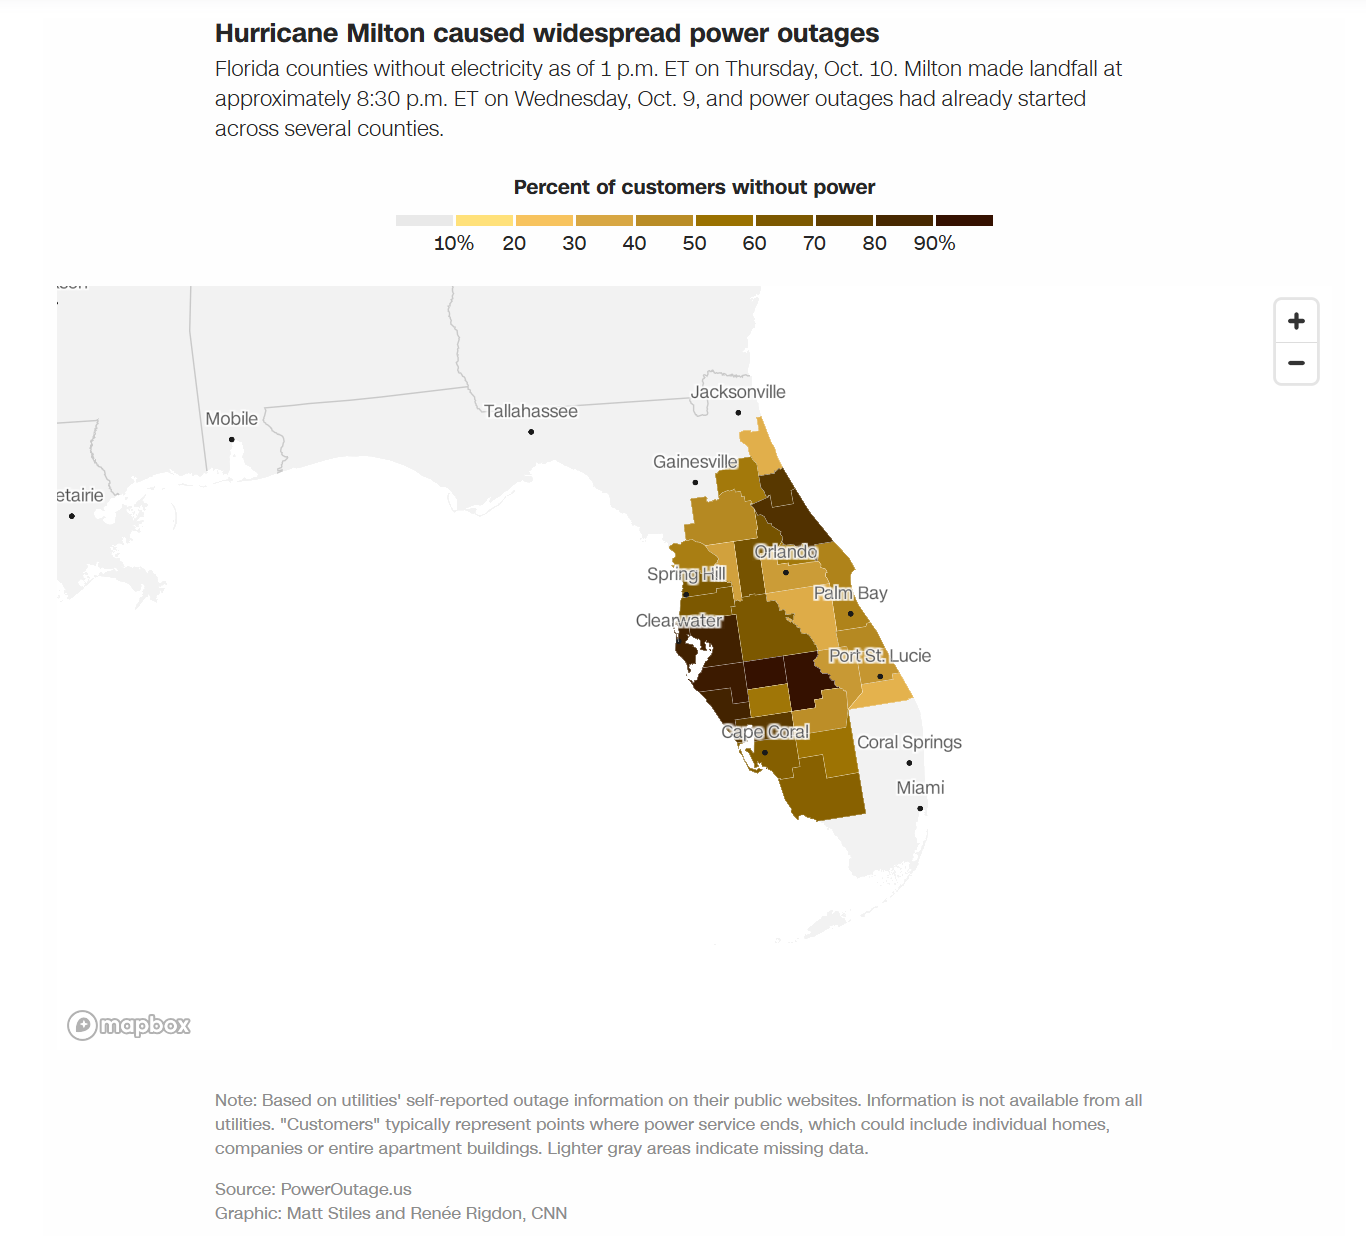 Hurricane Milton caused widespread power outages
Florida counties without electricity as of 1 p.m. ET on Thursday, Oct. 10. Milton made landfall at
approximately 8:30 p.m. ET on Wednesday, Oct. 9, and power outages had already started
across several counties.
Percent of customers without power
10% 20 30 40 50 60 70 80 90%
+
−
Jacksonville
Tallahassee
Mobile
Gainesville
etairie
Orlando
Spring Hill
Palm Bay
Clearwater
Port St. Lucie
Cape Coral
Coral Springs
Miami
mapbox
Note: Based on utilities' self-reported outage information on their public websites. Information is not available from all
utilities. "Customers" typically represent points where power service ends, which could include individual homes,
companies or entire apartment buildings. Lighter gray areas indicate missing data.
Source: PowerOutage.us
Graphic: Matt Stiles and Renée Rigdon, CNN